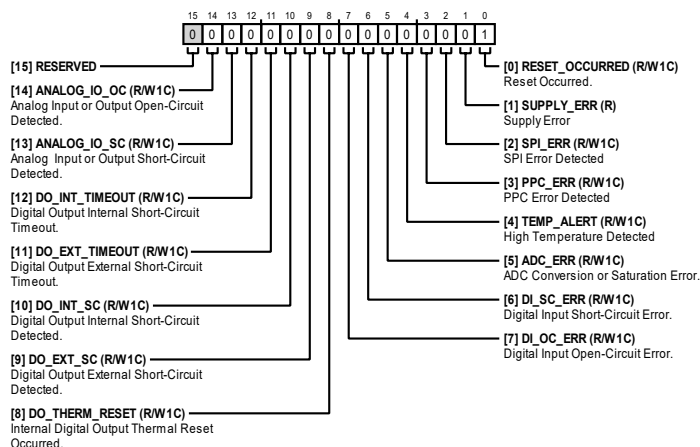 15 14 13 12 11 10 9 8 7 6 5 4 3 2 1 0
0 0 0 0 0 0 0 0 0 0 0 0 0 0 0 1
[15] RESERVED
[14] ANALOG_IO_OC (R/W1C)
Analog Input or Output Open-Circuit
Detected.
[13] ANALOG_IO_SC (R/W1C)
Analog Input or Output Short-Circuit
Detected.
[12] DO_INT_TIMEOUT (R/W1C)
Digital Output Internal Short-Circuit
Timeout.
[11] DO_EXT_TIMEOUT (R/W1C)
Digital Output External Short-Circuit
Timeout.
[10] DO_INT_SC (R/W1C)
Digital Output Internal Short-Circuit
Detected.
[9] DO_EXT_SC (R/W1C)
Digital Output External Short-Circuit
Detected.
[8] DO_THERM_RESET (R/W1C)
Internal Digital Output Thermal Reset
Occurred.
[0] RESET_OCCURRED (R/W1C)
Reset Occurred.
[1] SUPPLY_ERR (R)
Supply Error
[2] SPI_ERR (R/W1C)
SPI Error Detected
[3] PPC_ERR (R/W1C)
PPC Error Detected
[4] TEMP_ALERT (R/W1C)
High Temperature Detected
[5] ADC_ERR (R/W1C)
ADC Conversion or Saturation Error.
[6] DI_SC_ERR (R/W1C)
Digital Input Short-Circuit Error.
[7] DI_OC_ERR (R/W1C)
Digital Input Open-Circuit Error.